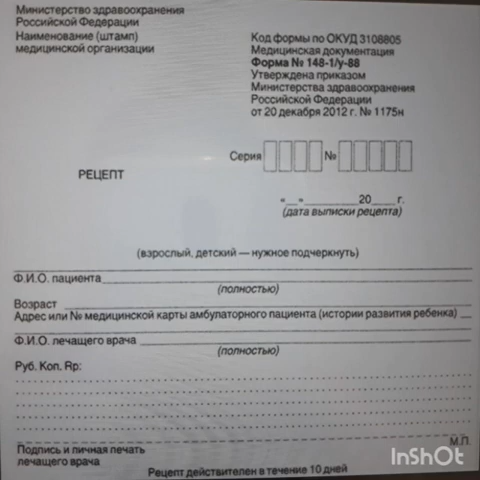 Министерство здравоохранения
Российской Федерации
Наименование (штамп)
медицинской организации
Код формы по ОКУД 3108805
Медицинская документация
Форма № 148-1/у-88
Утверждена приказом
Министерства здравоохранения
Российской Федерации
от 20 декабря 2012 г. № 1175н
Серия №
РЕЦЕПТ
«__»________20____ г.
(дата выписки рецепта)
(взрослый, детский — нужное подчеркнуть)
Ф.И.О. пациента
(полностью)
Возраст
Адрес или № медицинской карты амбулаторного пациента (истории развития ребенка)
Ф.И.О. лечащего врача
(полностью)
Руб. Коп. Rp:
М.П.
Подпись и личная печать
лечащего врача
Рецепт действителен в течение 10 дней
InShOt